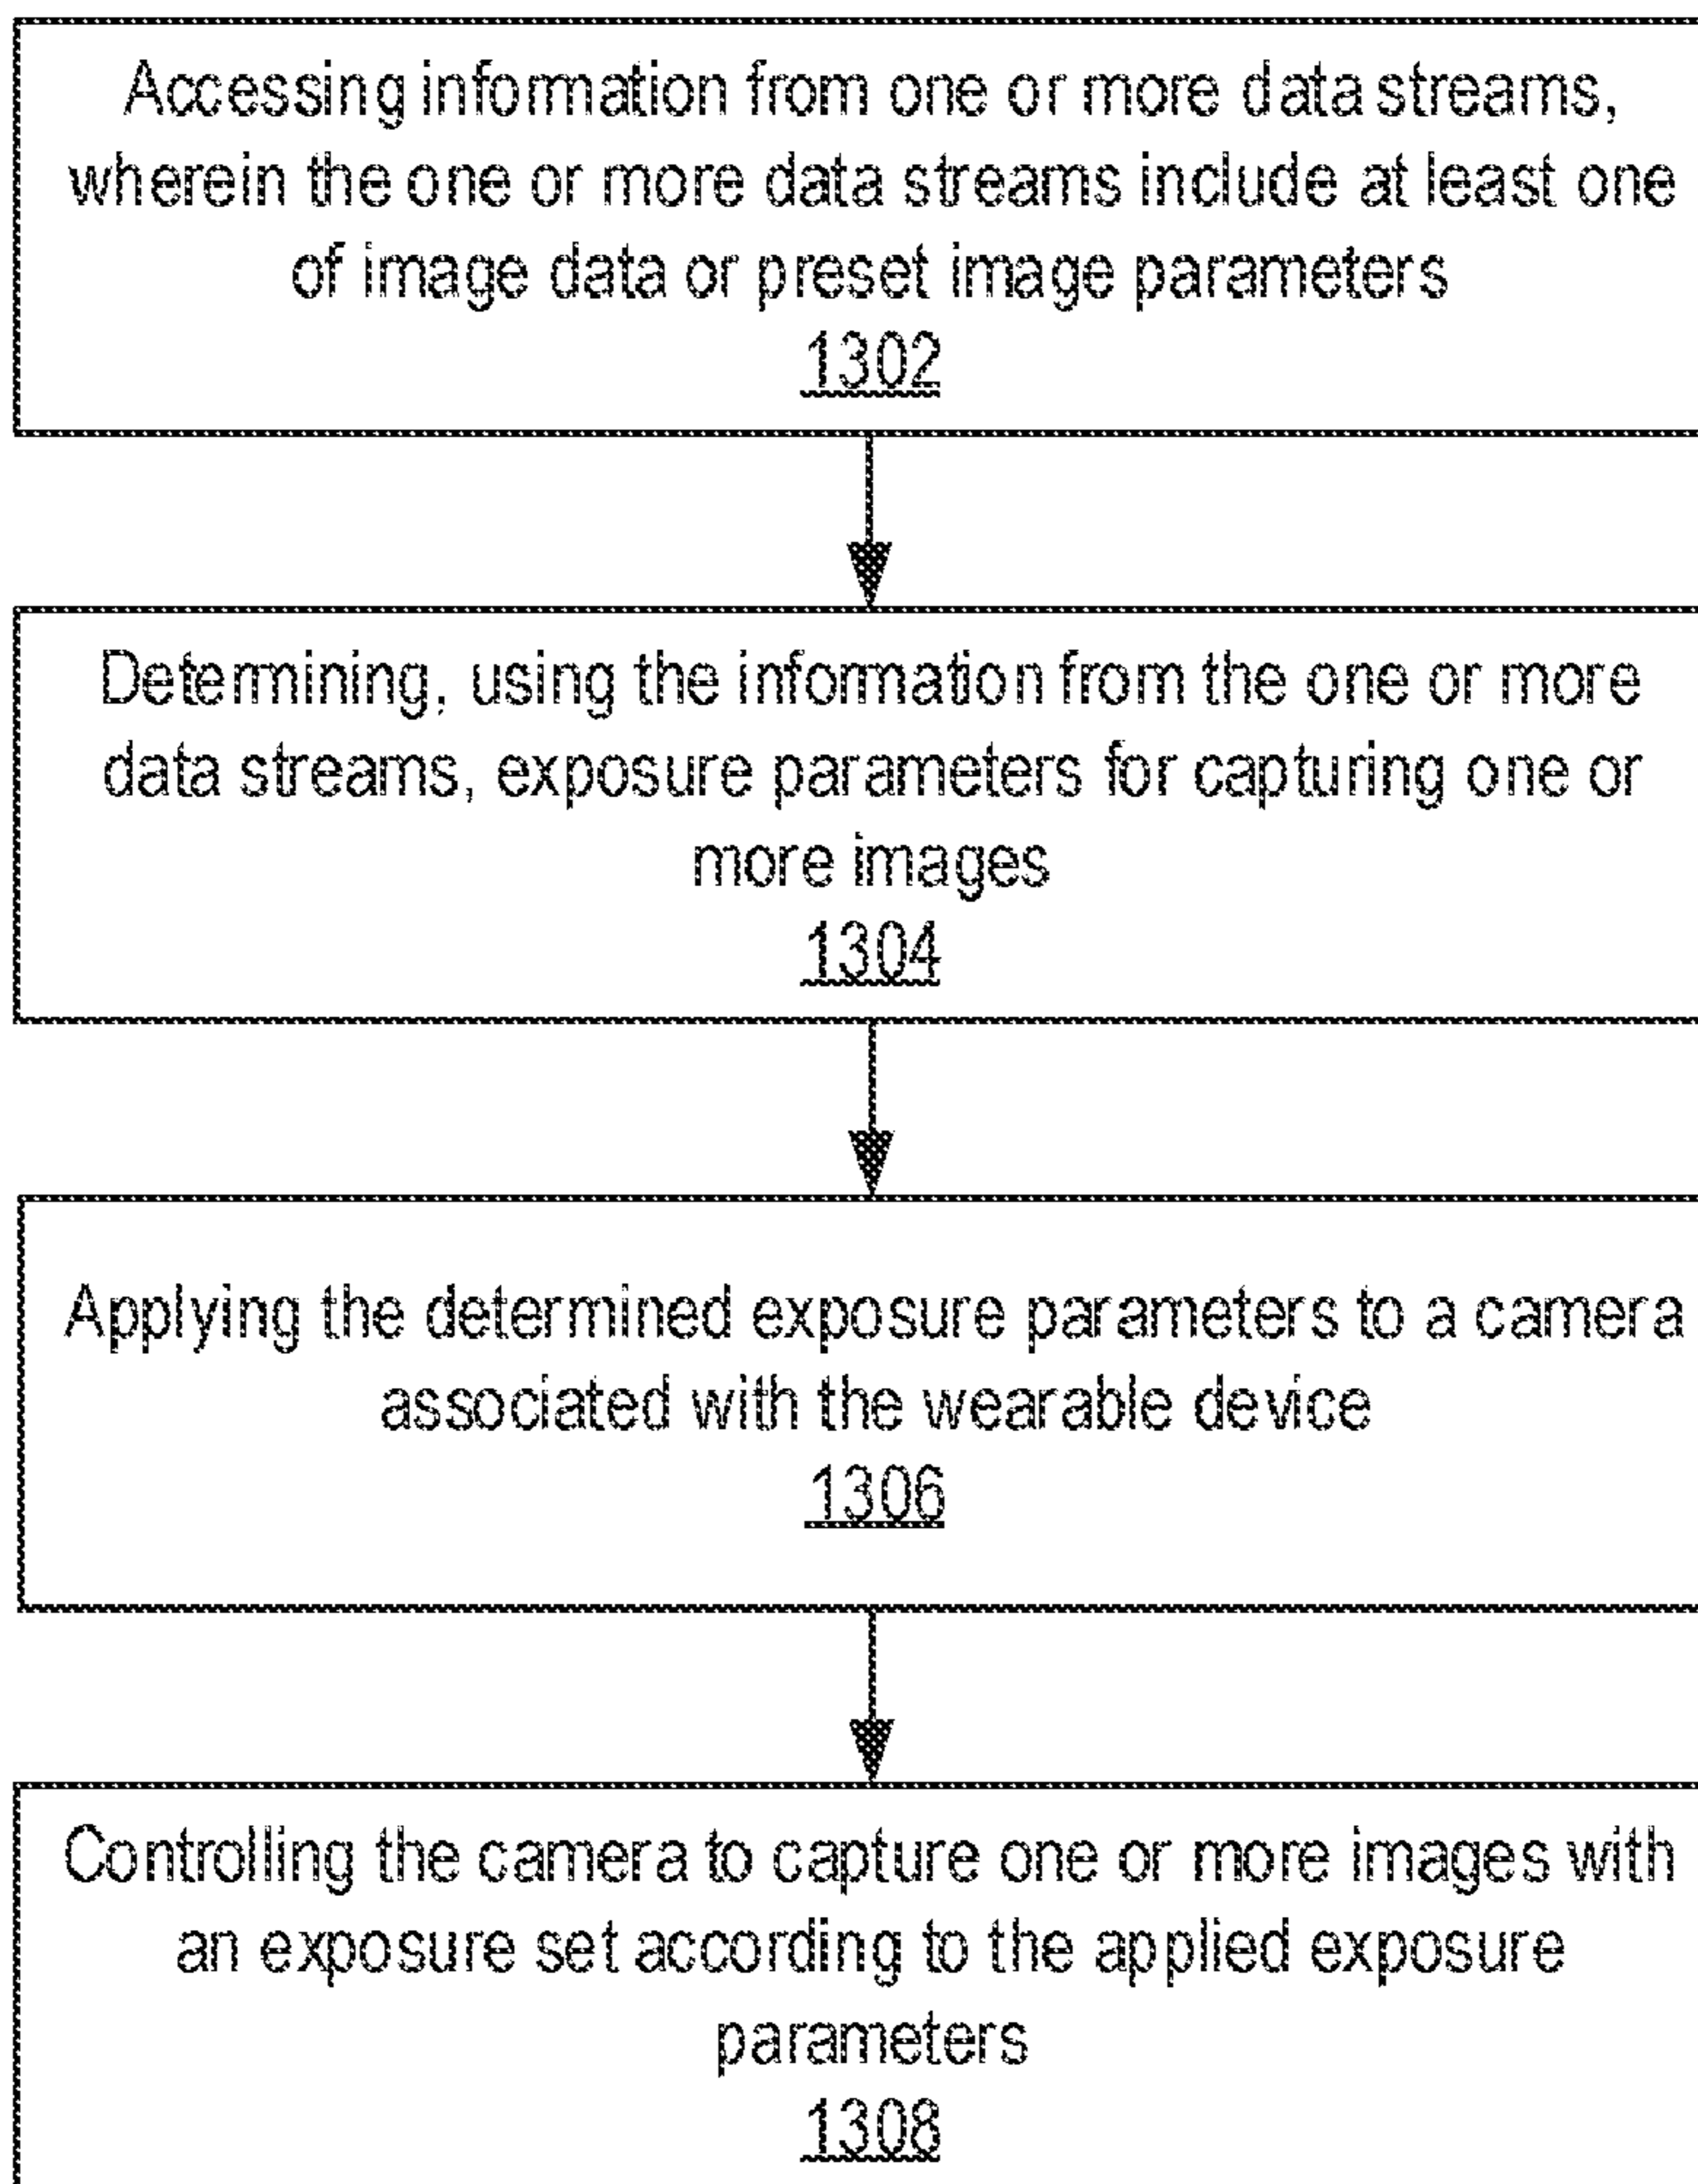 Accessing information from one or more data streams,
wherein the one or more data streams include at least one
of image data or preset image parameters
1302
Determining, using the information from the one or more
data streams, exposure parameters for capturing one or
more images
1304
Applying the determined exposure parameters to a camera
associated with the wearable device
1306
Controlling the camera to capture one or more images with
an exposure set according to the applied exposure
parameters
1308